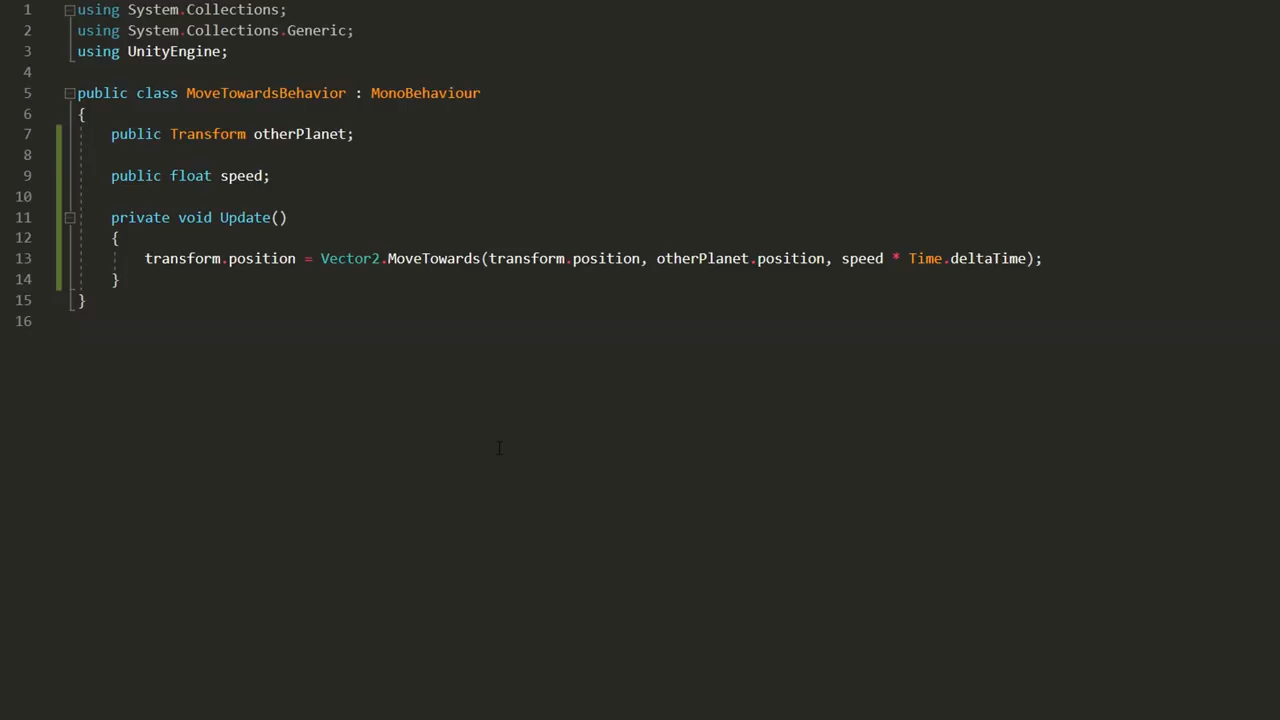 1 using System.Collections;
2 using System.Collections.Generic;
3 using UnityEngine;
4
5 public class MoveTowardsBehavior : MonoBehaviour
6 {
7 public Transform otherPlanet;
8
9 public float speed;
10
11 private void Update()
12 {
13 transform.position = Vector2.MoveTowards(transform.position, otherPlanet.position, speed * Time.deltaTime);
14 }
15 }
16